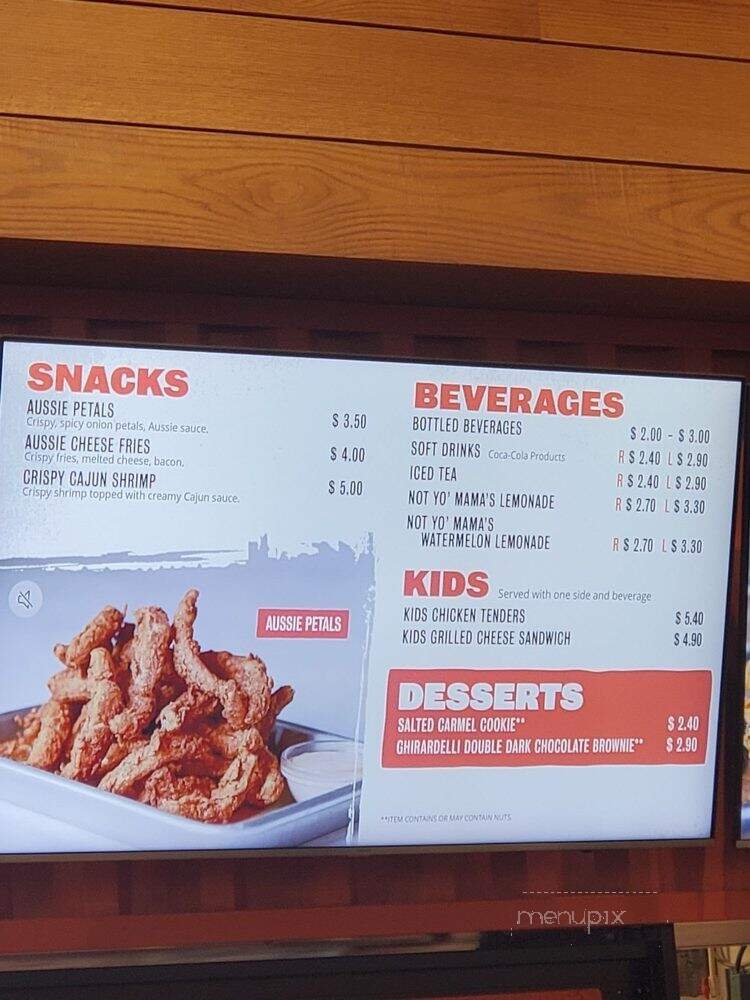 SNACKS
AUSSIE PETALS $ 3.50
Crispy, spicy onion petals, Aussie sauce.
AUSSIE CHEESE FRIES $ 4.00
Crispy fries, melted cheese, bacon.
CRISPY CAJUN SHRIMP $ 5.00
Crispy shrimp topped with creamy Cajun sauce.
AUSSIE PETALS
BEVERAGES
BOTTLED BEVERAGES $ 2.00 - $ 3.00
SOFT DRINKS Coca-Cola Products R $ 2.40 L $ 2.90
ICED TEA R $ 2.40 L $ 2.90
NOT YO' MAMA'S LEMONADE R $ 2.70 L $ 3.30
NOT YO' MAMA'S
WATERMELON LEMONADE R $ 2.70 L $ 3.30
KIDS Served with one side and beverage
KIDS CHICKEN TENDERS $ 5.40
KIDS GRILLED CHEESE SANDWICH $ 4.90
DESSERTS
SALTED CARMEL COOKIE** $ 2.40
GHIRARDELLI DOUBLE DARK CHOCOLATE BROWNIE** $ 2.90
**ITEM CONTAINS OR MAY CONTAIN NUTS.
menupix